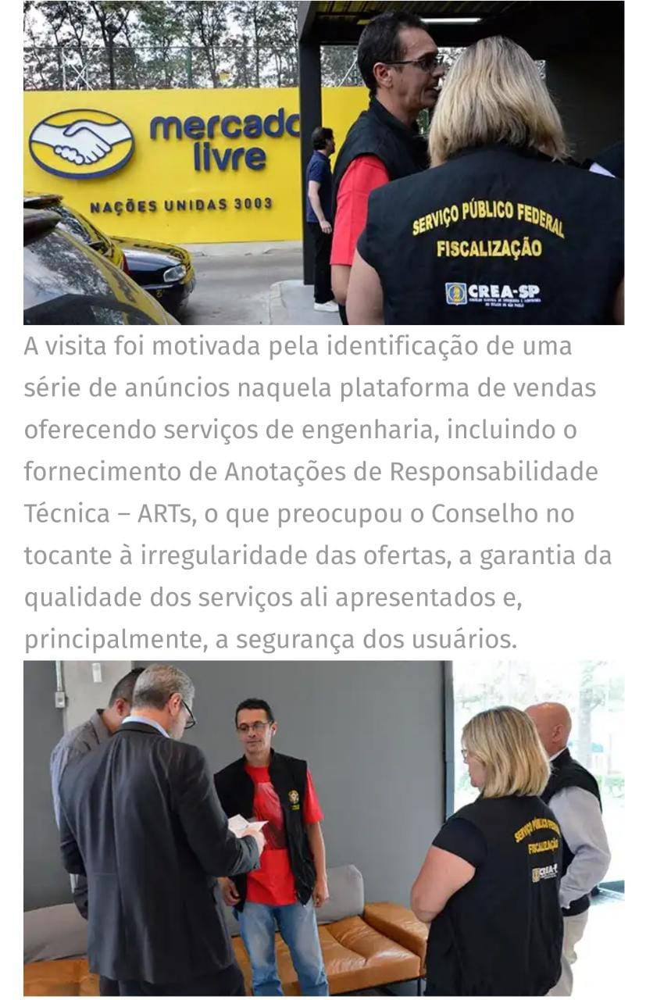 mercado
livre
NAÇÕES UNIDAS 3003
SERVIÇO PÚBLICO FEDERAL
FISCALIZAÇÃO
CREA-SP
A visita foi motivada pela identificação de uma
série de anúncios naquela plataforma de vendas
oferecendo serviços de engenharia, incluindo o
fornecimento de Anotações de Responsabilidade
Técnica – ARTs, o que preocupou o Conselho no
tocante à irregularidade das ofertas, a garantia da
qualidade dos serviços ali apresentados e,
principalmente, a segurança dos usuários.
SERVIÇO PÚBLICO
FISCALIZAÇÃO
CREA-